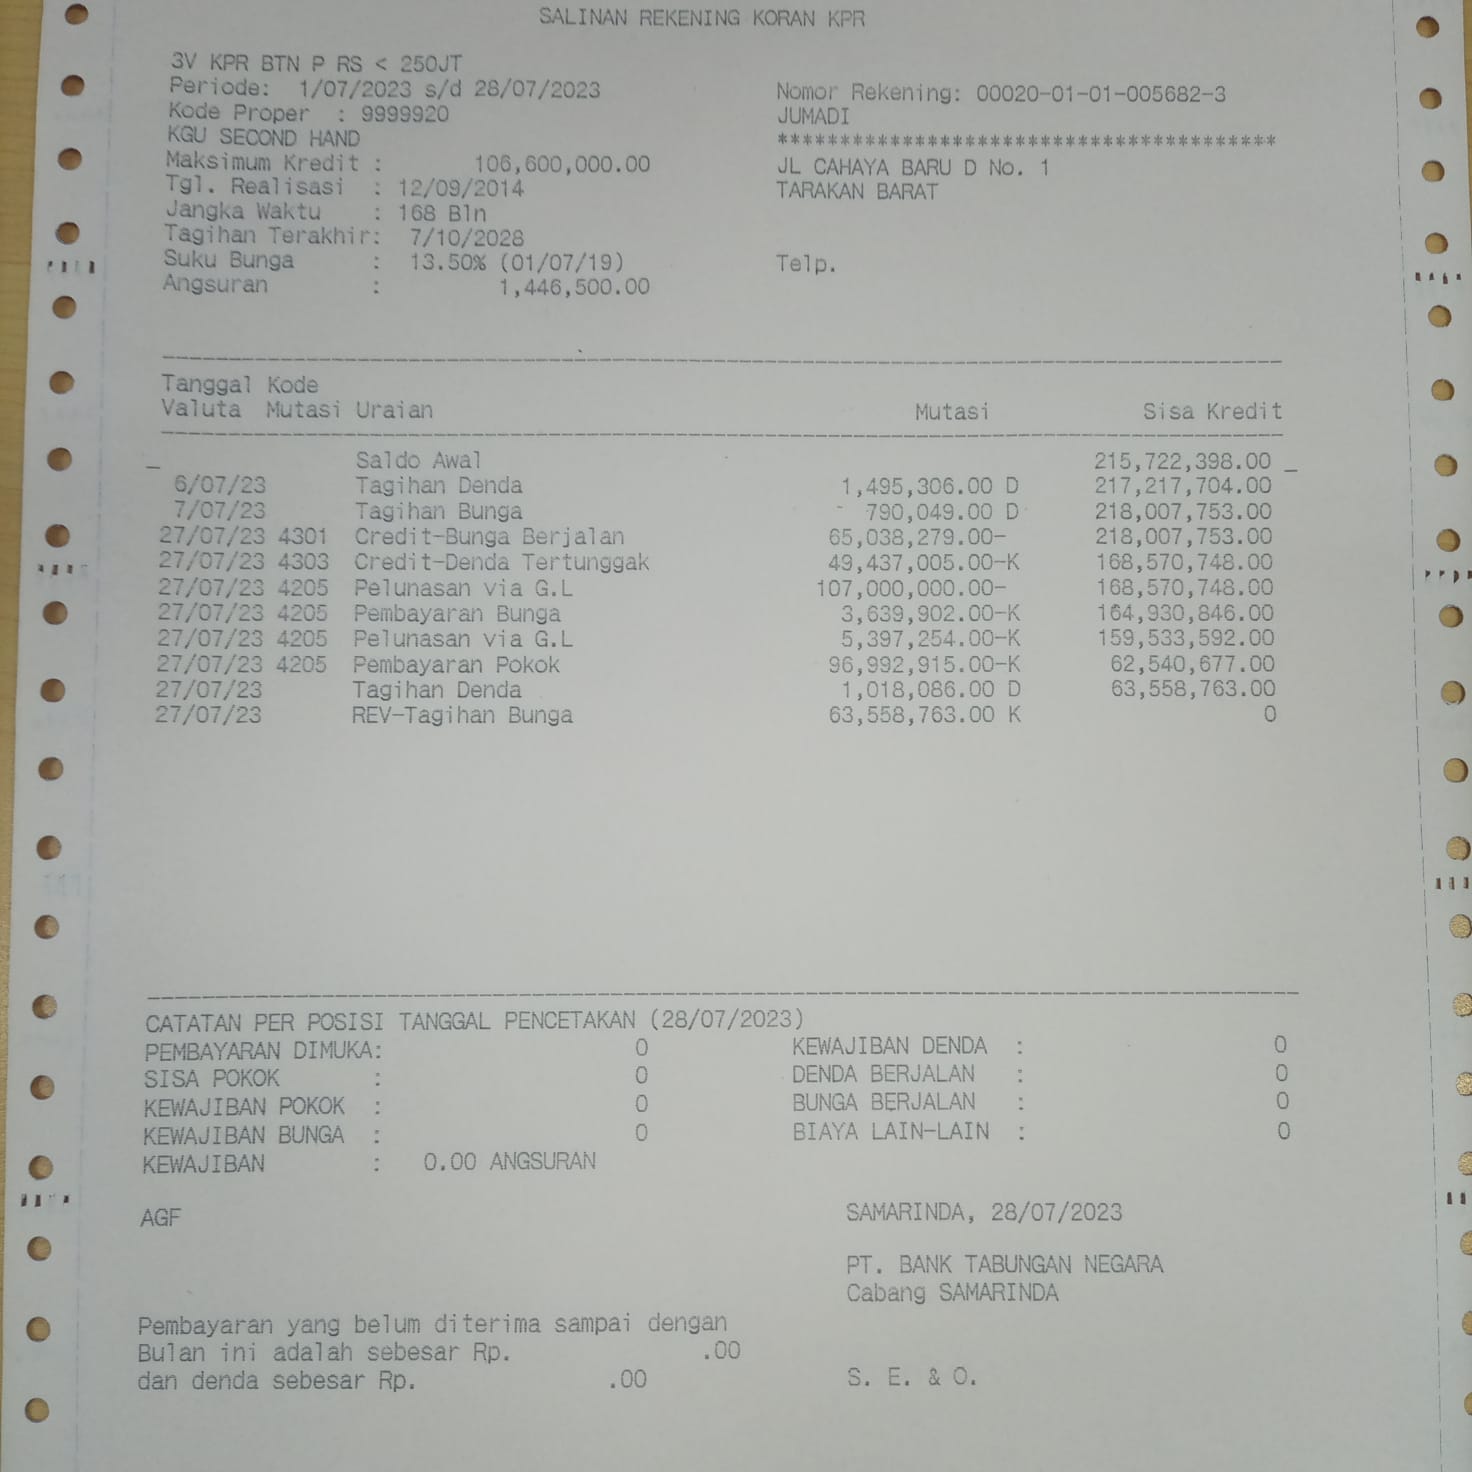 SALINAN REKENING KORAN KPR
3V KPR BTN P RS < 250JT
Periode: 1/07/2023 s/d 28/07/2023 Nomor Rekening: 00020-01-01-005682-3
Kode Proper : 9999920 JUMADI
KGU SECOND HAND ****************************************
Maksimum Kredit : 106,600,000.00 JL CAHAYA BARU D No. 1
Tgl. Realisasi : 12/09/2014 TARAKAN BARAT
Jangka Waktu : 168 Bln
Tagihan Terakhir: 7/10/2028
Suku Bunga : 13.50% (01/07/19) Telp.
Angsuran : 1,446,500.00
Tanggal Kode
Valuta Mutasi Uraian Mutasi Sisa Kredit
Saldo Awal 215,722,398.00
6/07/23 Tagihan Denda 1,495,306.00 D 217,217,704.00
7/07/23 Tagihan Bunga 790,049.00 D 218,007,753.00
27/07/23 4301 Credit-Bunga Berjalan 65,038,279.00- 218,007,753.00
27/07/23 4303 Credit-Denda Tertunggak 49,437,005.00-K 168,570,748.00
27/07/23 4205 Pelunasan via G.L 107,000,000.00- 168,570,748.00
27/07/23 4205 Pembayaran Bunga 3,639,902.00-K 164,930,846.00
27/07/23 4205 Pelunasan via G.L 5,397,254.00-K 159,533,592.00
27/07/23 4205 Pembayaran Pokok 96,992,915.00-K 62,540,677.00
27/07/23 Tagihan Denda 1,018,086.00 D 63,558,763.00
27/07/23 REV-Tagihan Bunga 63,558,763.00 K 0
CATATAN PER POSISI TANGGAL PENCETAKAN (28/07/2023)
PEMBAYARAN DIMUKA: 0 KEWAJIBAN DENDA : 0
SISA POKOK : 0 DENDA BERJALAN : 0
KEWAJIBAN POKOK : 0 BUNGA BERJALAN : 0
KEWAJIBAN BUNGA : 0 BIAYA LAIN-LAIN : 0
KEWAJIBAN : 0.00 ANGSURAN
AGF SAMARINDA, 28/07/2023
PT. BANK TABUNGAN NEGARA
Cabang SAMARINDA
Pembayaran yang belum diterima sampai dengan
Bulan ini adalah sebesar Rp. .00
dan denda sebesar Rp. .00 S. E. & O.